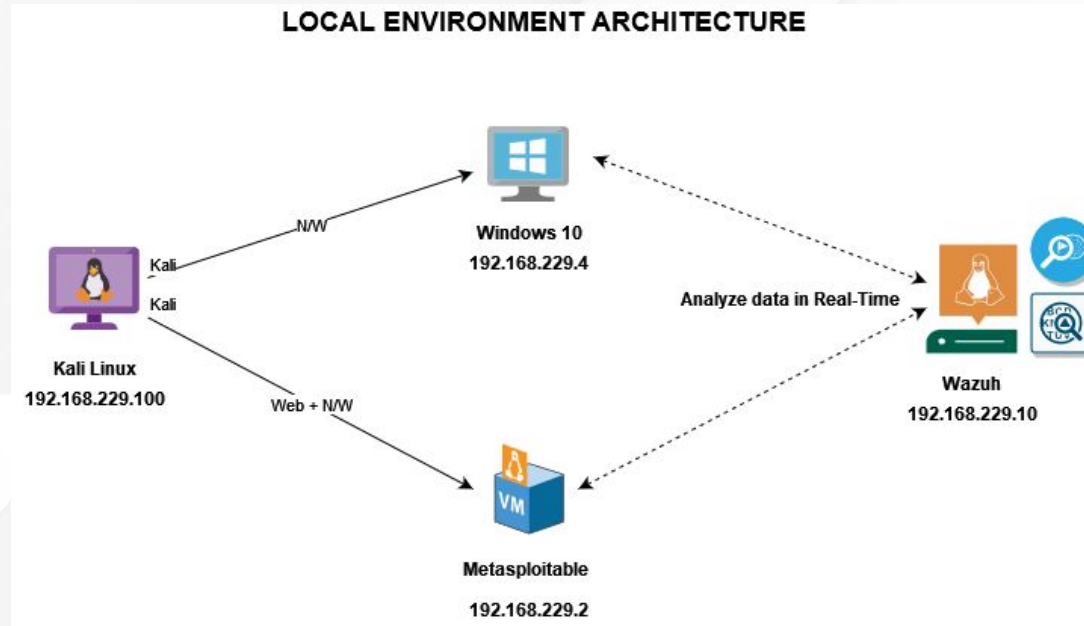 LOCAL ENVIRONMENT ARCHITECTURE
Windows 10
192.168.229.4
N/W
Kali
Kali
Kali Linux
192.168.229.100
Web + N/W
Analyze data in Real-Time
Wazuh
192.168.229.10
VM
Metasploitable
192.168.229.2